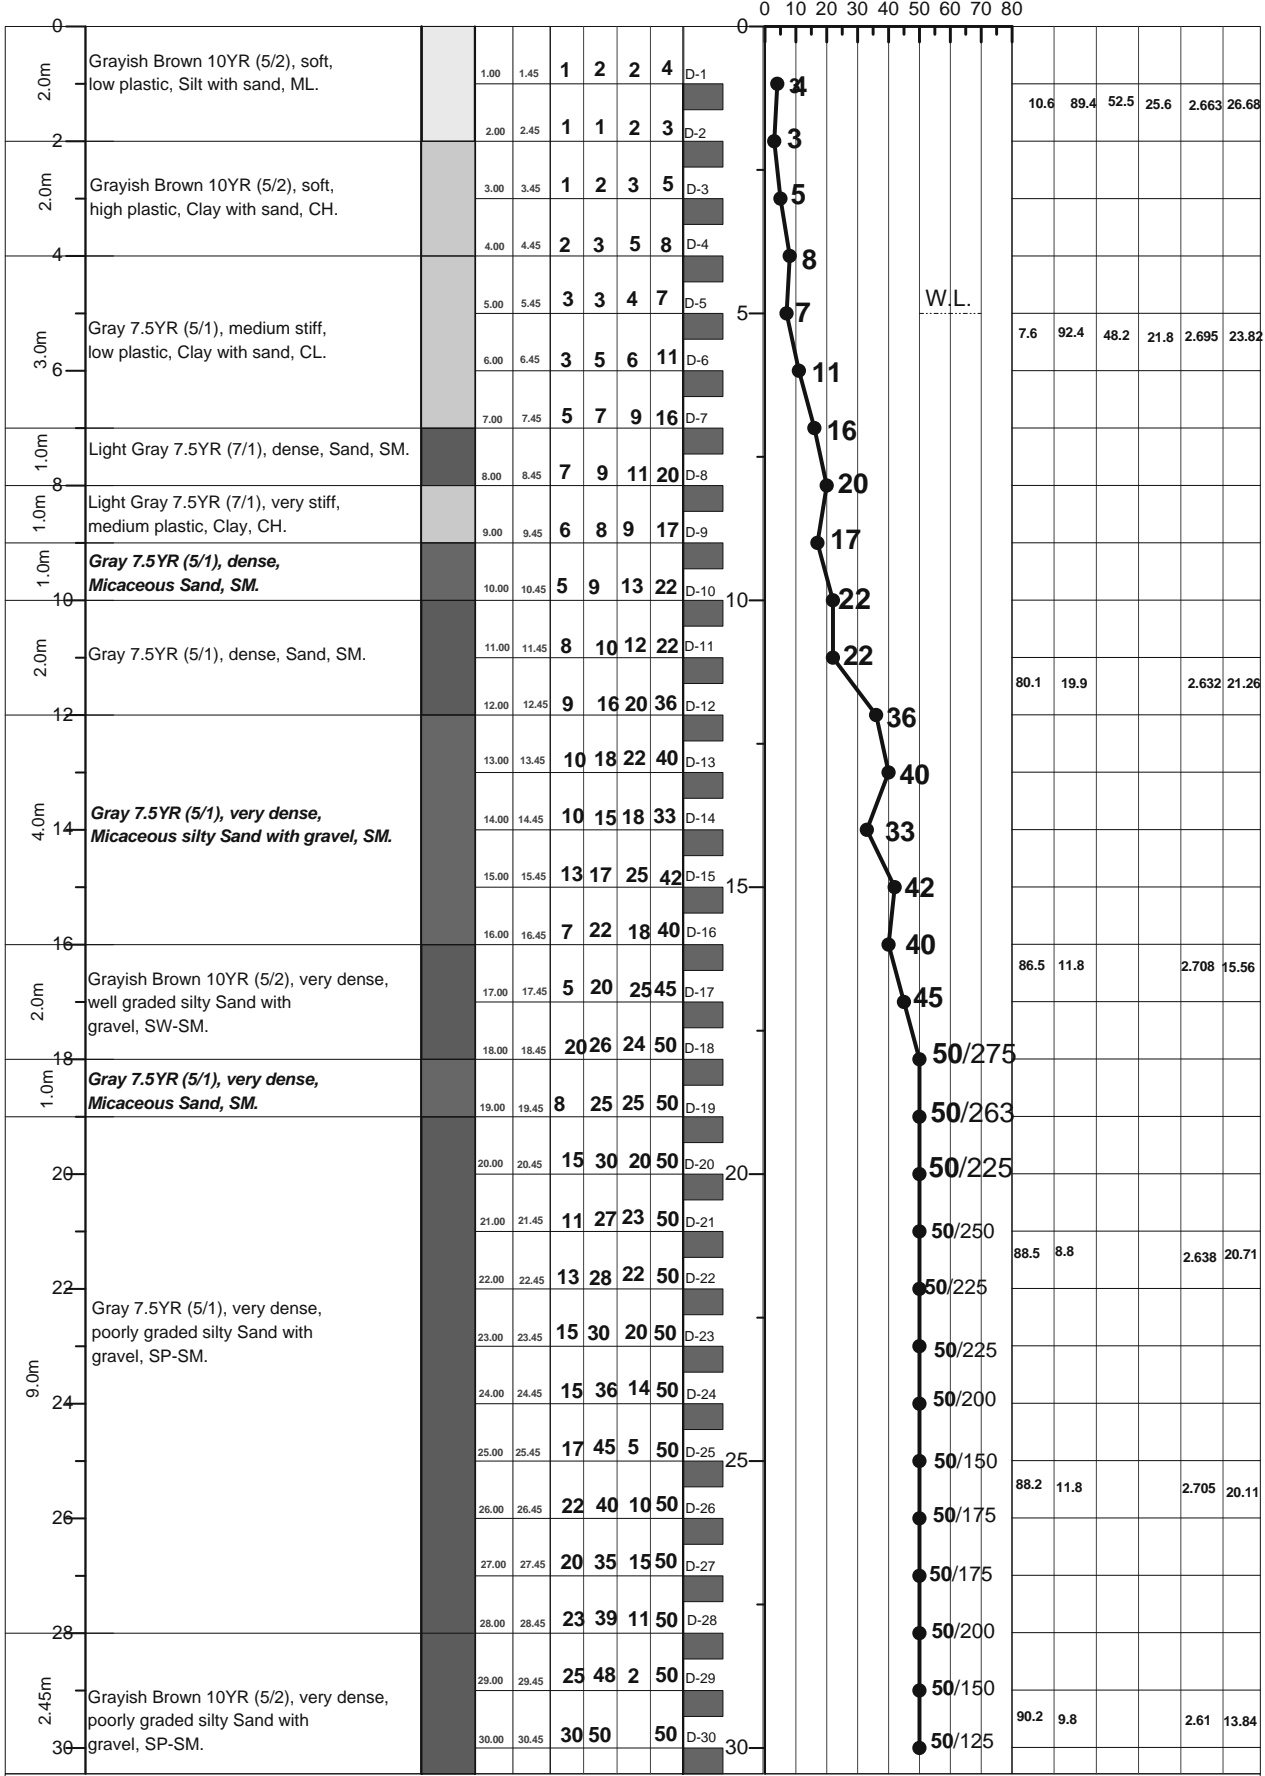 0 10 20 30 40 50 60 70 80
0 0
2.0m
Grayish Brown 10YR (5/2), soft,
low plastic, Silt with sand, ML.
1.00 1.45 1 2 2 4 D-1
3 4
10.6 89.4 52.5 25.6 2.663 26.68
2.00 2.45 1 1 2 3 D-2
2 3
2.0m
Grayish Brown 10YR (5/2), soft,
high plastic, Clay with sand, CH.
3.00 3.45 1 2 3 5 D-3
5
4.00 4.45 2 3 5 8 D-4
4 8
5.00 5.45 3 3 4 7 D-5
W.L.
5 7
3.0m
Gray 7.5YR (5/1), medium stiff,
low plastic, Clay with sand, CL.
7.6 92.4 48.2 21.8 2.695 23.82
6.00 6.45 3 5 6 11 D-6
6 11
7.00 7.45 5 7 9 16 D-7
16
1.0m
Light Gray 7.5YR (7/1), dense, Sand, SM.
8.00 8.45 7 9 11 20 D-8
8 20
1.0m
Light Gray 7.5YR (7/1), very stiff,
medium plastic, Clay, CH.
9.00 9.45 6 8 9 17 D-9
17
1.0m
Gray 7.5YR (5/1), dense,
Micaceous Sand, SM.
10.00 10.45 5 9 13 22 D-10
10 10 22
2.0m
Gray 7.5YR (5/1), dense, Sand, SM.
11.00 11.45 8 10 12 22 D-11
22
80.1 19.9 2.632 21.26
12.00 12.45 9 16 20 36 D-12
12 36
13.00 13.45 10 18 22 40 D-13
40
4.0m
Gray 7.5YR (5/1), very dense,
Micaceous silty Sand with gravel, SM.
14.00 14.45 10 15 18 33 D-14
14 33
15.00 15.45 13 17 25 42 D-15
15 42
16.00 16.45 7 22 18 40 D-16
16 40
86.5 11.8 2.708 15.56
2.0m
Grayish Brown 10YR (5/2), very dense,
well graded silty Sand with
gravel, SW-SM.
17.00 17.45 5 20 25 45 D-17
45
18.00 18.45 20 26 24 50 D-18
18 50/275
1.0m
Gray 7.5YR (5/1), very dense,
Micaceous Sand, SM.
19.00 19.45 8 25 25 50 D-19
50/263
20.00 20.45 15 30 20 50 D-20
20 20 50/225
21.00 21.45 11 27 23 50 D-21
50/250
88.5 8.8 2.638 20.71
22.00 22.45 13 28 22 50 D-22
22 50/225
9.0m
Gray 7.5YR (5/1), very dense,
poorly graded silty Sand with
gravel, SP-SM.
23.00 23.45 15 30 20 50 D-23
50/225
24.00 24.45 15 36 14 50 D-24
24 50/200
25.00 25.45 17 45 5 50 D-25
25 50/150
88.2 11.8 2.705 20.11
26.00 26.45 22 40 10 50 D-26
26 50/175
27.00 27.45 20 35 15 50 D-27
50/175
28.00 28.45 23 39 11 50 D-28
28 50/200
29.00 29.45 25 48 2 50 D-29
50/150
2.45m
Grayish Brown 10YR (5/2), very dense,
poorly graded silty Sand with
gravel, SP-SM.
90.2 9.8 2.61 13.84
30.00 30.45 30 50 50 D-30
30 30 50/125